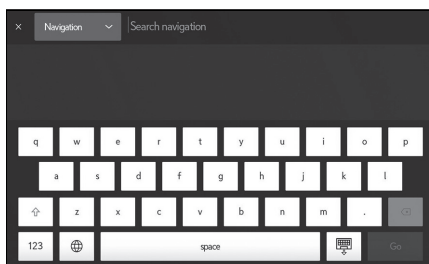 × Navigation Search navigation
q w e r t y u i o p
a s d f g h j k l
z x c v b n m .
123 space Go